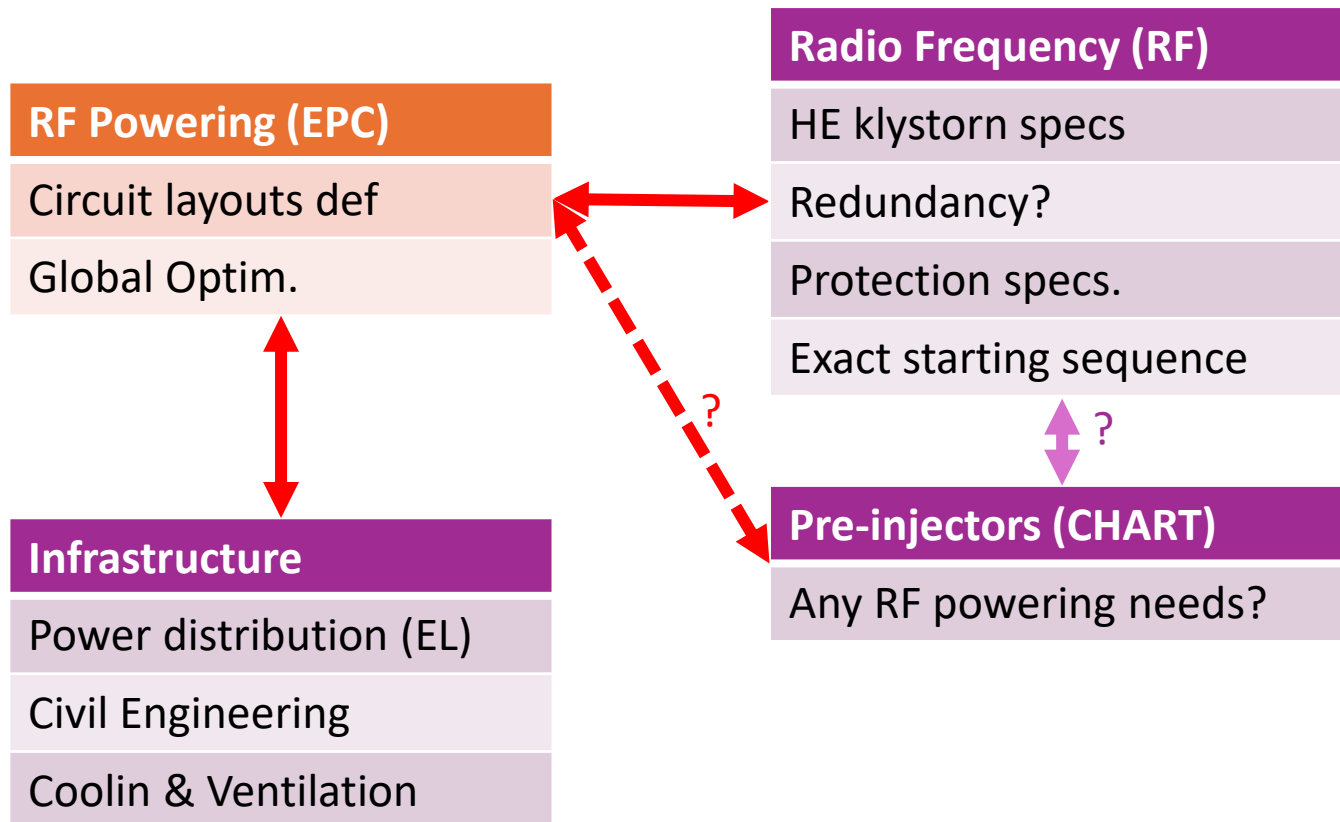 RF Powering (EPC)
Circuit layouts def
Global Optim.
Radio Frequency (RF)
HE klystorn specs
Redundancy?
Protection specs.
Exact starting sequence
?
?
Infrastructure
Power distribution (EL)
Civil Engineering
Coolin & Ventilation
Pre-injectors (CHART)
Any RF powering needs?